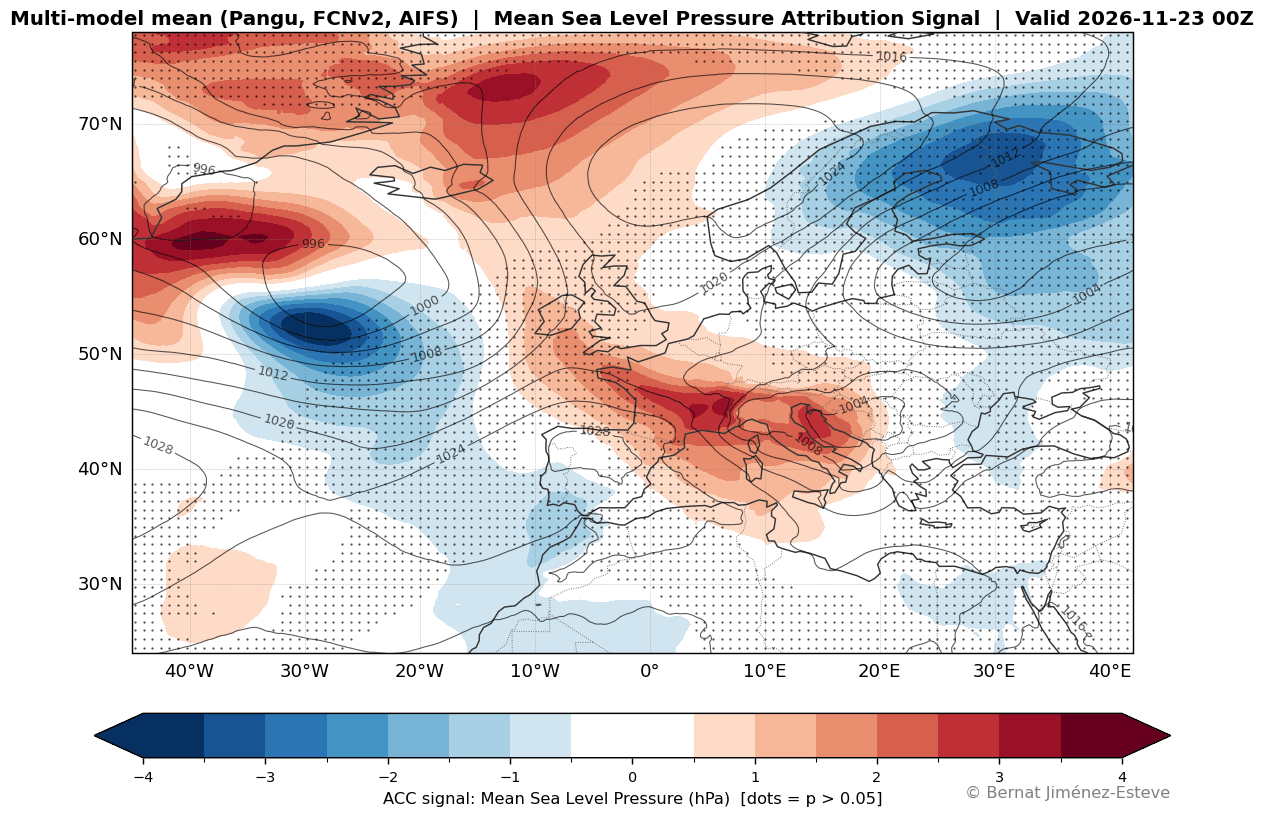 Multi-model mean (Pangu, FCNv2, AIFS)  |  Mean Sea Level Pressure Attribution Signal  |  Valid 2026-11-23 00Z
1016
70°N
996
1024
1012
1008
60°N
996
1020
1000
1004
50°N
1008
1012
1004
1020
1028
1008
1028
1024
40°N
30°N
1016
40°W 30°W 20°W 10°W 0° 10°E 20°E 30°E 40°E
−4 −3 −2 −1 0 1 2 3 4
ACC signal: Mean Sea Level Pressure (hPa)  [dots = p > 0.05]
© Bernat Jiménez-Esteve